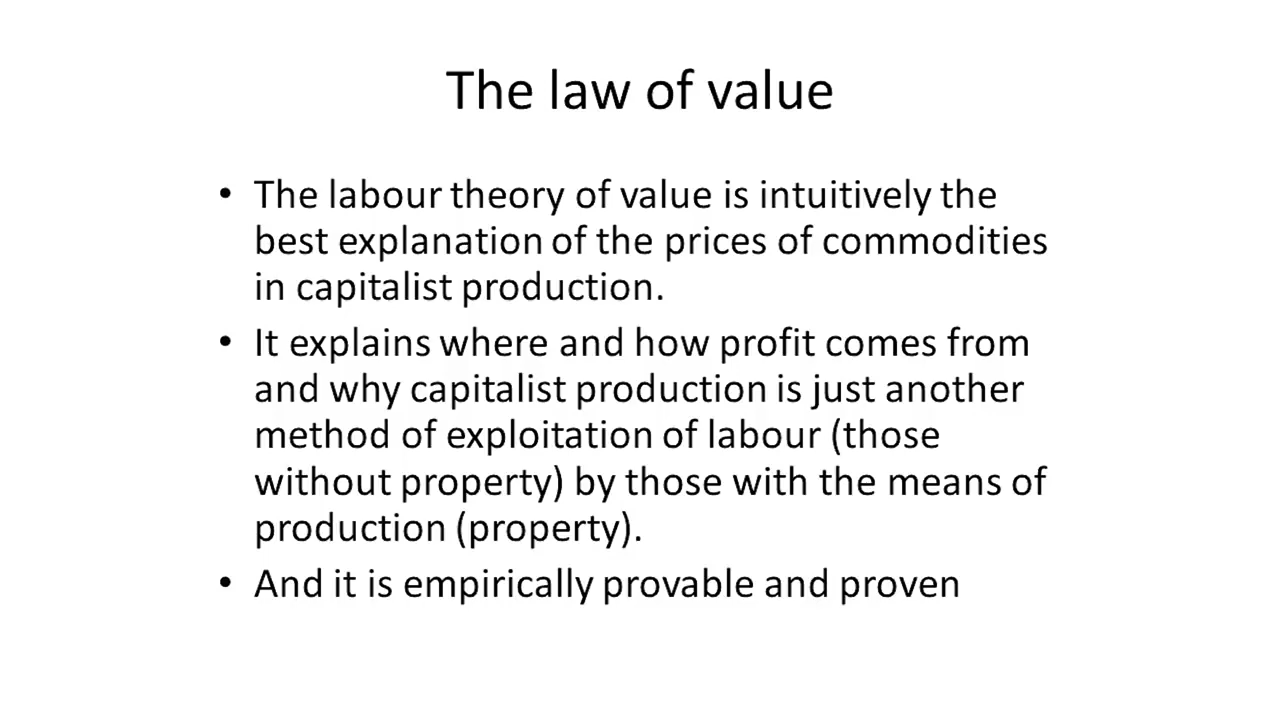 The law of value
• The labour theory of value is intuitively the
best explanation of the prices of commodities
in capitalist production.
• It explains where and how profit comes from
and why capitalist production is just another
method of exploitation of labour (those
without property) by those with the means of
production (property).
• And it is empirically provable and proven